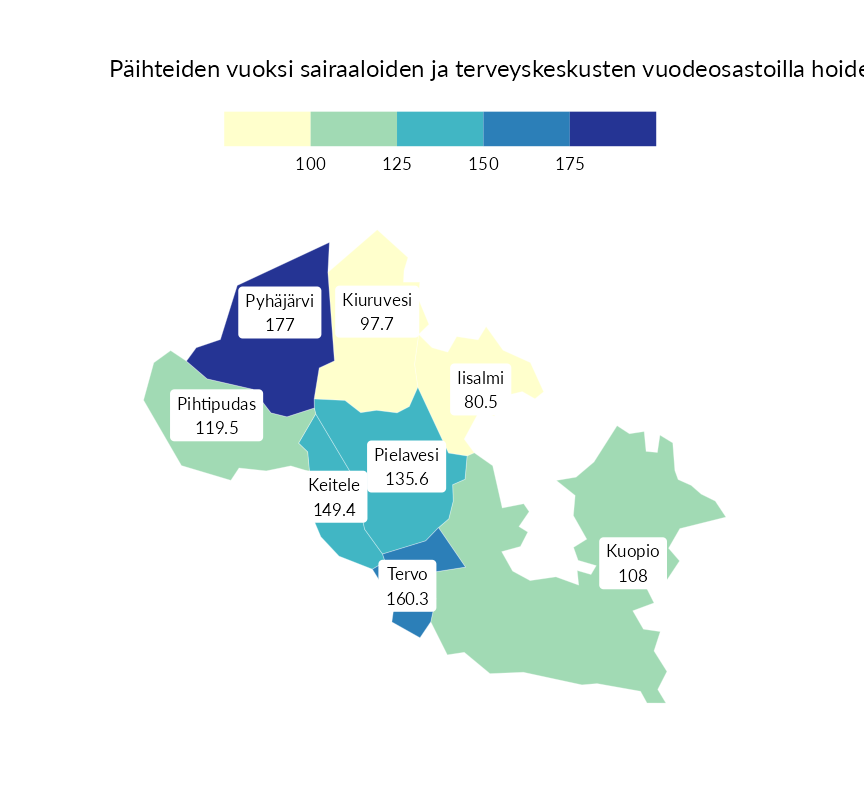 Päihteiden vuoksi sairaaloiden ja terveyskeskusten vuodeosastoilla hoide
100 125 150 175
Pyhäjärvi
177
Kiuruvesi
97.7
Iisalmi
80.5
Pihtipudas
119.5
Pielavesi
135.6
Keitele
149.4
Kuopio
108
Tervo
160.3